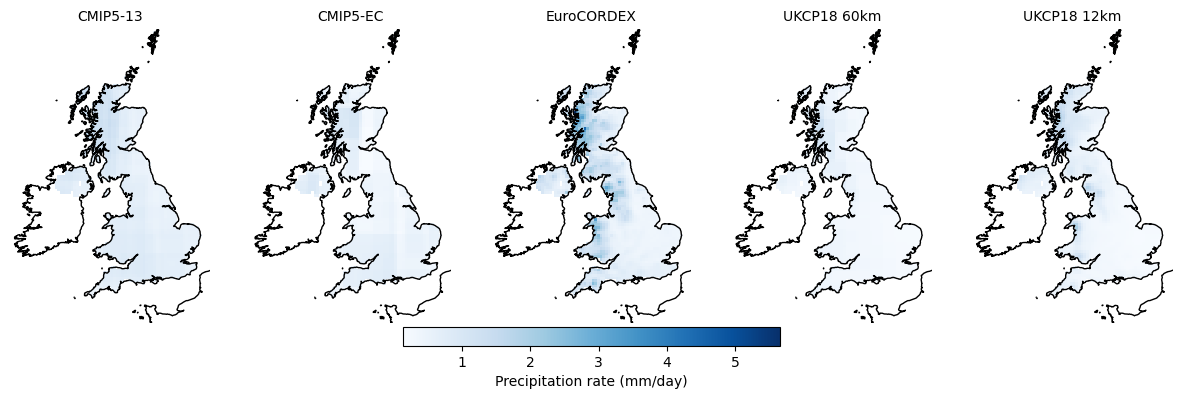 CMIP5-13
CMIP5-EC
EuroCORDEX
UKCP18 60km
UKCP18 12km
1 2 3 4 5
Precipitation rate (mm/day)